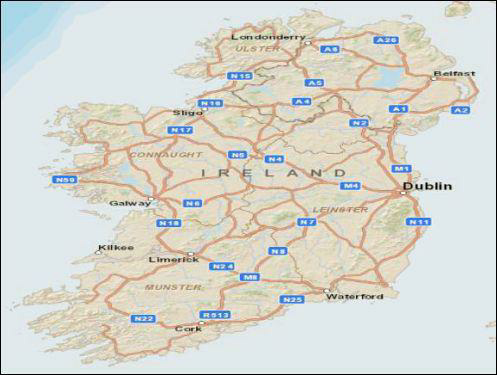 Londonderry
A26
ULSTER
A6
N15
A5
Belfast
Sligo
N16
A4
A1
A2
N17
N2
CONNAUGHT
N5
N4
M1
N59
IRELAND
M4
Dublin
Galway
N6
LEINSTER
N18
N7
N11
Kilkee
Limerick
N8
N24
M8
MUNSTER
N25
Waterford
N22
R513
Cork